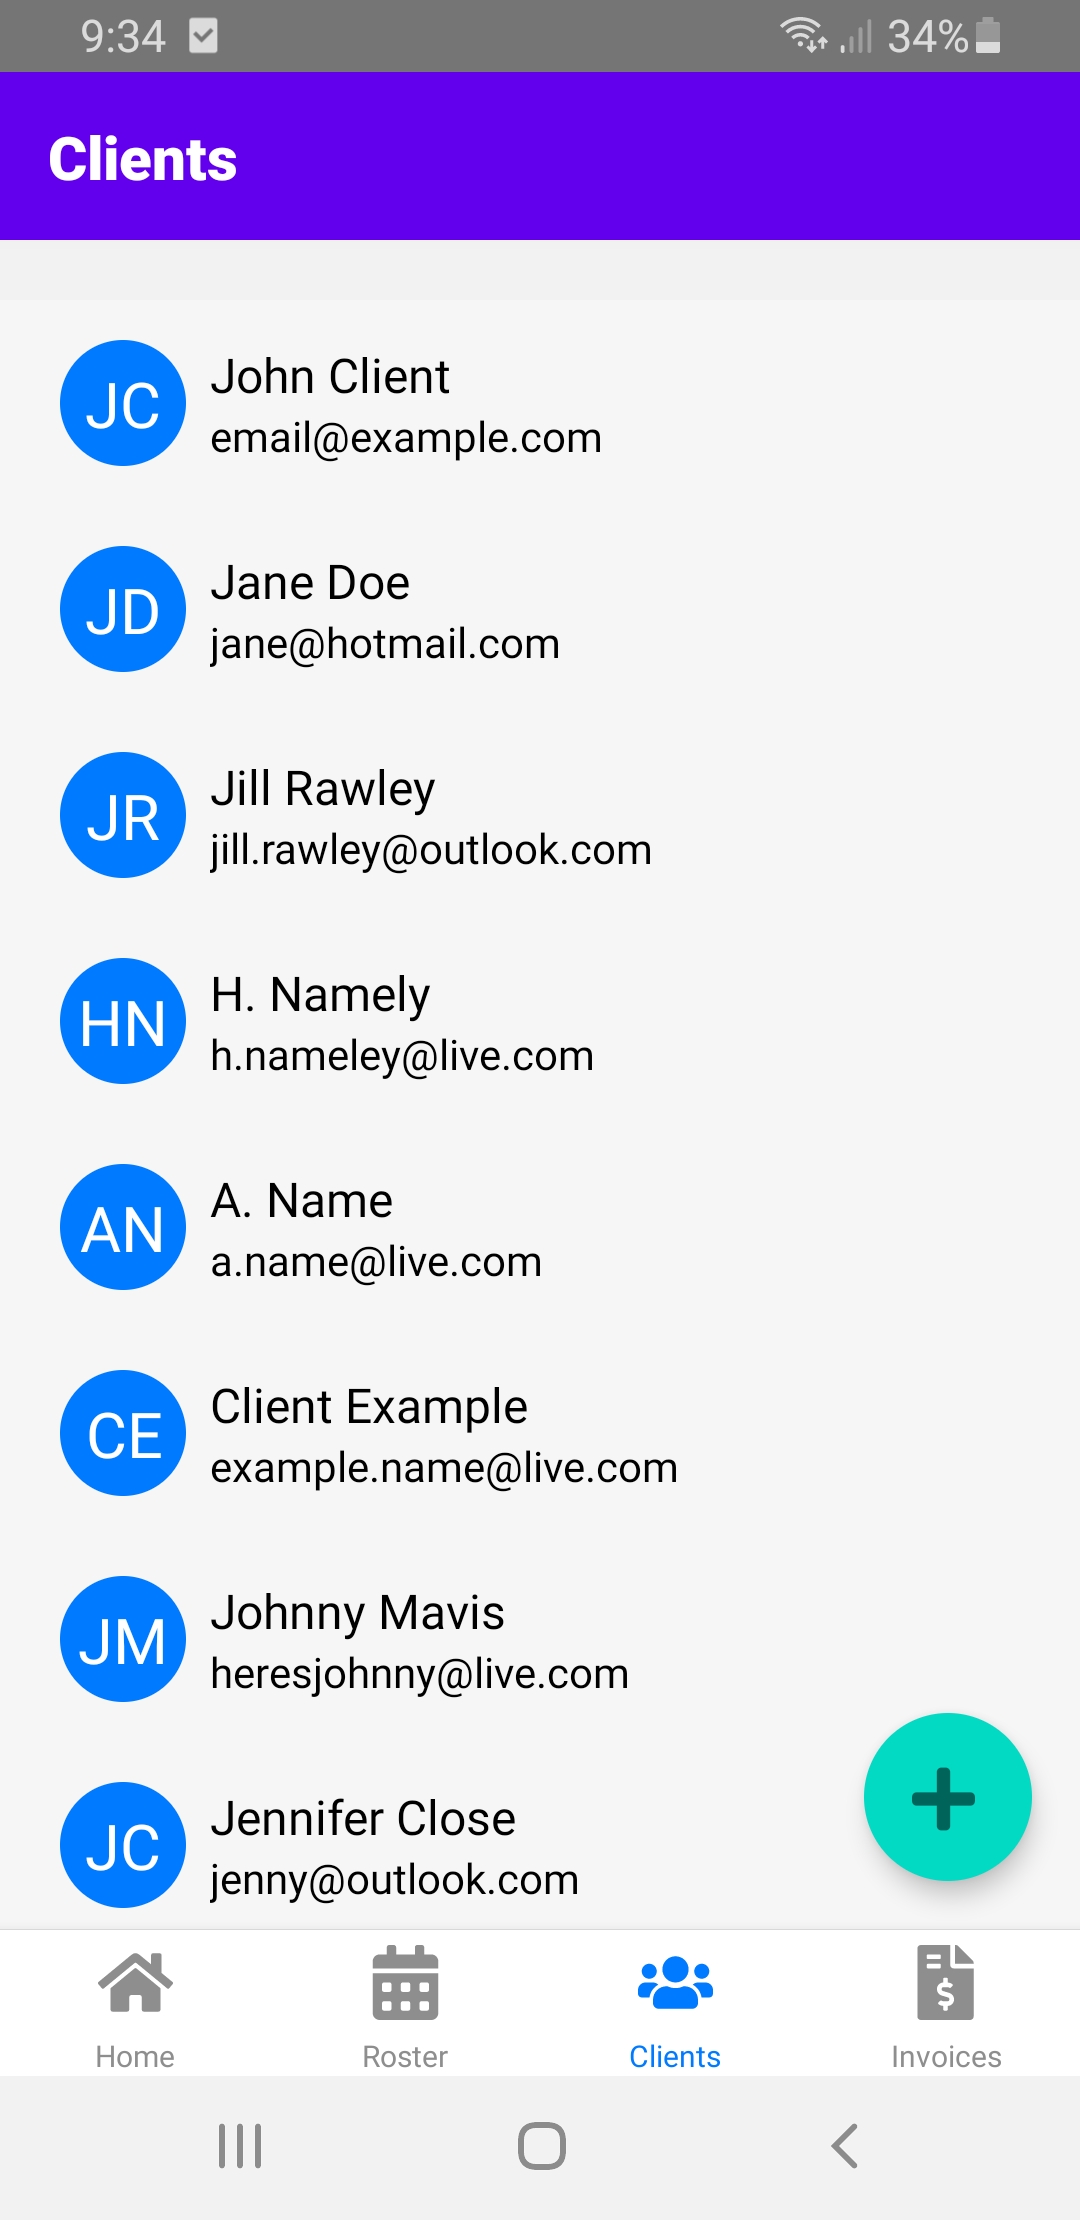 9:34
34%
Clients
JC
John Client
email@example.com
JD
Jane Doe
jane@hotmail.com
JR
Jill Rawley
jill.rawley@outlook.com
HN
H. Namely
h.nameley@live.com
AN
A. Name
a.name@live.com
CE
Client Example
example.name@live.com
JM
Johnny Mavis
heresjohnny@live.com
JC
Jennifer Close
jenny@outlook.com
$
Home
Roster
Clients
Invoices